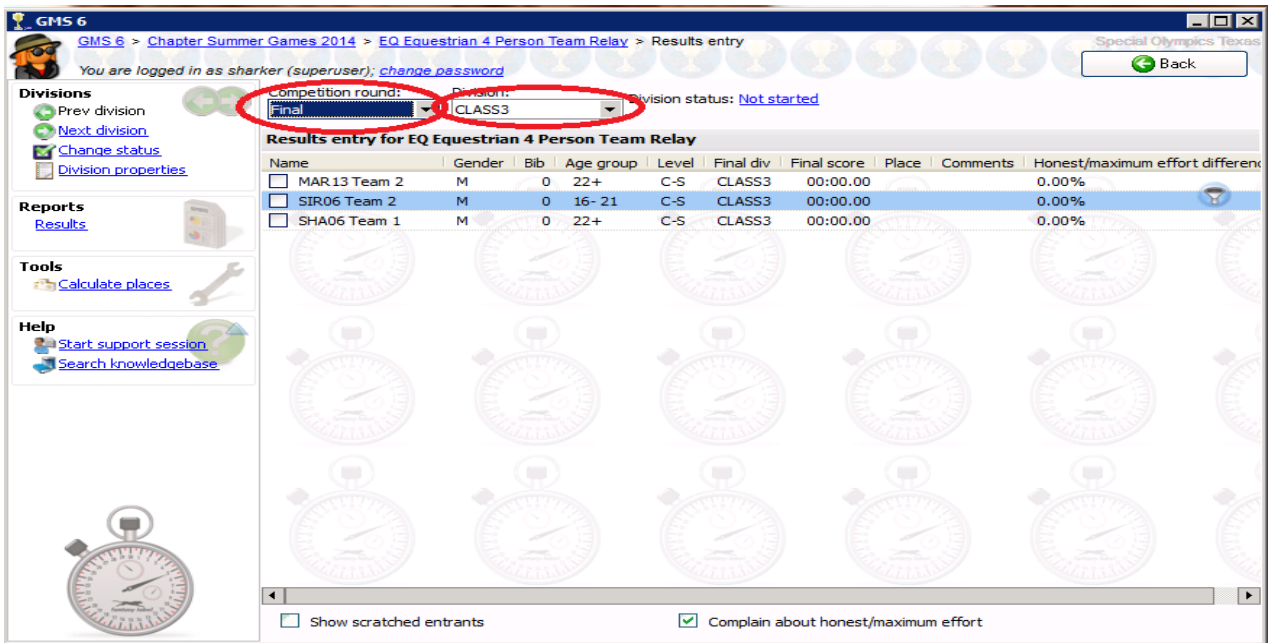 GMS 6
GMS 6 > Chapter Summer Games 2014 > EQ Equestrian 4 Person Team Relay > Results entry
Special Olympics Texas
You are logged in as sharker (superuser); change password
Back
Divisions
Prev division
Next division
Change status
Division properties
Reports
Results
Tools
Calculate places
Help
Start support session
Search knowledgebase
Competition round:
Final
Division:
CLASS3
Division status: Not started
Results entry for EQ Equestrian 4 Person Team Relay
Name Gender Bib Age group Level Final div Final score Place Comments Honest/maximum effort differenc
MAR13 Team 2 M 0 22+ C-S CLASS3 00:00.00 0.00%
SIR06 Team 2 M 0 16-21 C-S CLASS3 00:00.00 0.00%
SHA06 Team 1 M 0 22+ C-S CLASS3 00:00.00 0.00%
Show scratched entrants
Complain about honest/maximum effort